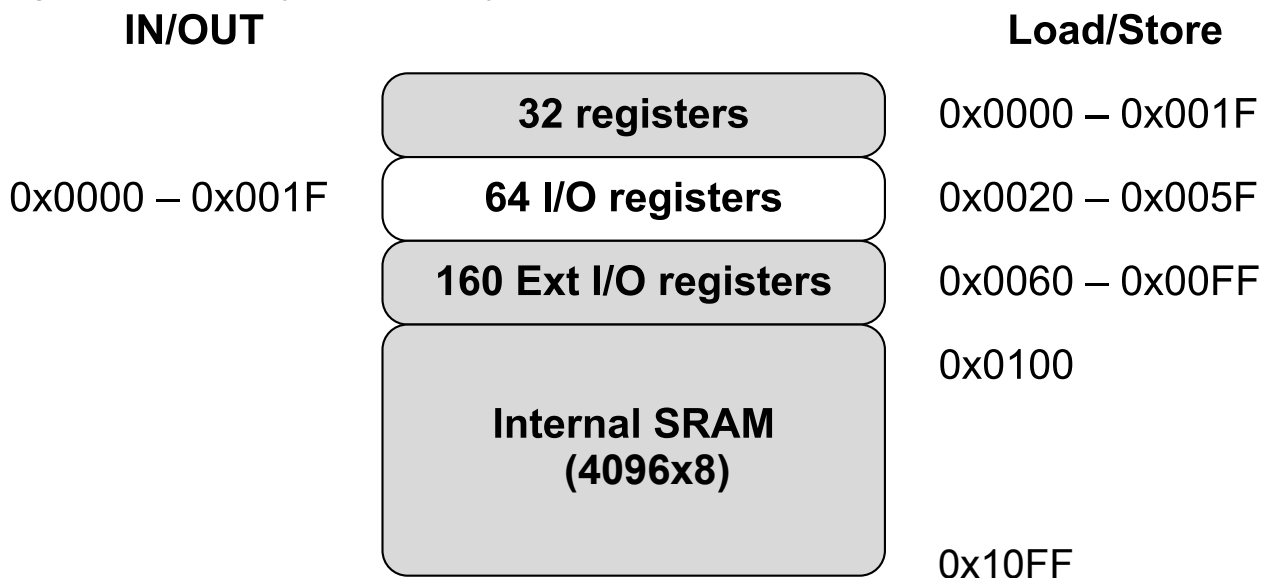 IN/OUT Load/Store
32 registers 0x0000 – 0x001F
0x0000 – 0x001F 64 I/O registers 0x0020 – 0x005F
160 Ext I/O registers 0x0060 – 0x00FF
0x0100
Internal SRAM
(4096x8)
0x10FF